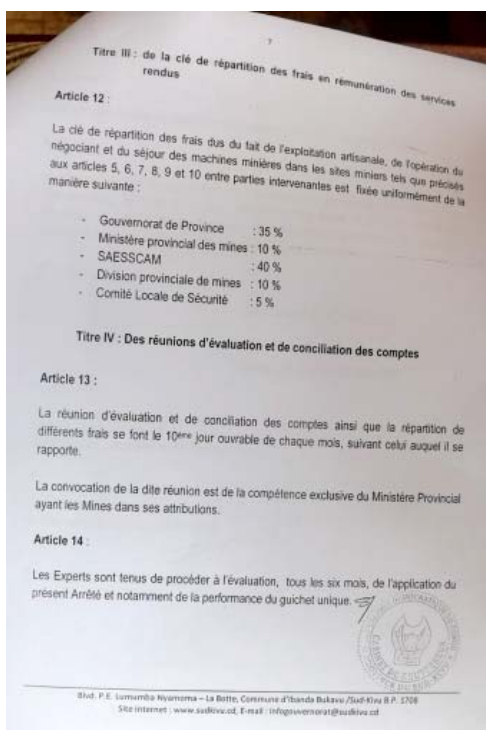 7
Titre III : de la clé de répartition des frais en rémunération des services
rendus
Article 12 :
La clé de répartition des frais dus du fait de l'exploitation artisanale, de l'opération du
négociant et du séjour des machines minières dans les sites miniers tels que précisés
aux articles 5, 6, 7, 8, 9 et 10 entre parties intervenantes est fixée uniformément de la
manière suivante :
- Gouvernorat de Province : 35 %
- Ministère provincial des mines : 10 %
- SAESSCAM : 40 %
- Division provinciale de mines : 10 %
- Comité Locale de Sécurité : 5 %
Titre IV : Des réunions d'évaluation et de conciliation des comptes
Article 13 :
La réunion d'évaluation et de conciliation des comptes ainsi que la répartition de
différents frais se font le 10ème jour ouvrable de chaque mois, suivant celui auquel il se
rapporte.
La convocation de la dite réunion est de la compétence exclusive du Ministère Provincial
ayant les Mines dans ses attributions.
Article 14 :
Les Experts sont tenus de procéder à l'évaluation, tous les six mois, de l'application du
présent Arrêté et notamment de la performance du guichet unique.
Blvd. P.E. Lumumba Nyamoma – La Botte, Commune d'Ibanda Bukavu /Sud-Kivu B.P. 1708
Site internet : www.sudkivu.cd, E-mail : infogouvernorat@sudkivu.cd